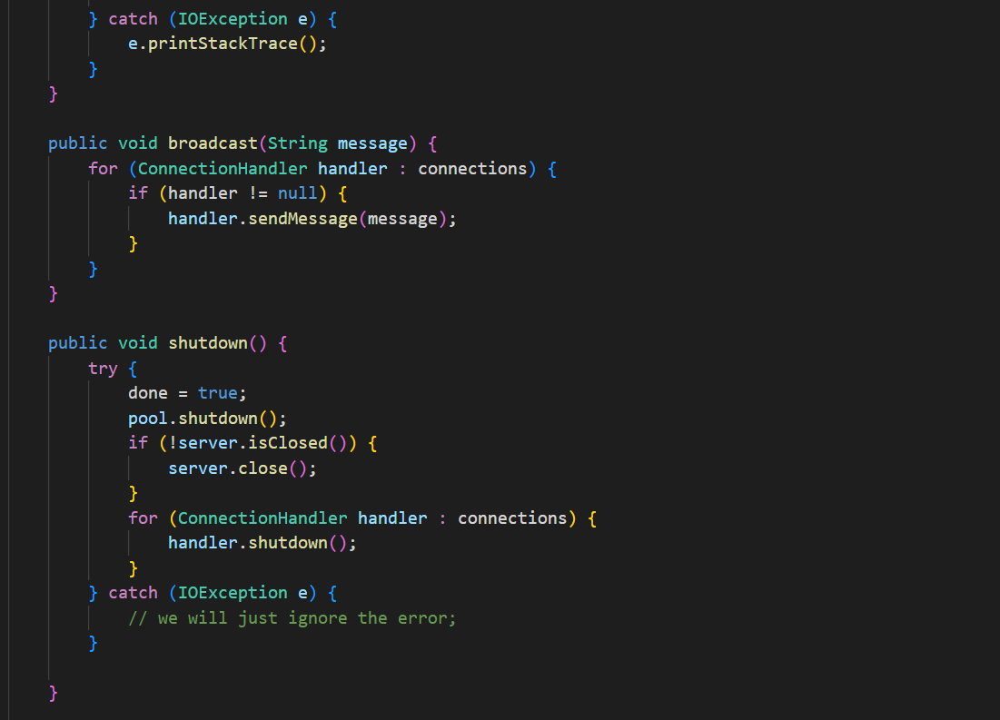 } catch (IOException e) {
e.printStackTrace();
}
}
public void broadcast(String message) {
for (ConnectionHandler handler : connections) {
if (handler != null) {
handler.sendMessage(message);
}
}
}
public void shutdown() {
try {
done = true;
pool.shutdown();
if (!server.isClosed()) {
server.close();
}
for (ConnectionHandler handler : connections) {
handler.shutdown();
}
} catch (IOException e) {
// we will just ignore the error;
}
}